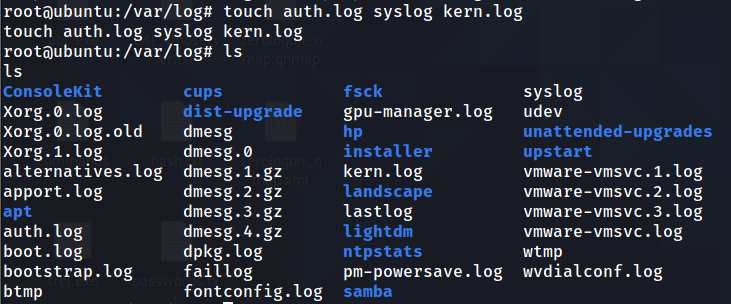 root@ubuntu:/var/log# touch auth.log syslog kern.log
touch auth.log syslog kern.log
root@ubuntu:/var/log# ls
ls
ConsoleKit cups fsck syslog
Xorg.0.log dist-upgrade gpu-manager.log udev
Xorg.0.log.old dmesg hp unattended-upgrades
Xorg.1.log dmesg.0 installer upstart
alternatives.log dmesg.1.gz kern.log vmware-vmsvc.1.log
apport.log dmesg.2.gz landscape vmware-vmsvc.2.log
apt dmesg.3.gz lastlog vmware-vmsvc.3.log
auth.log dmesg.4.gz lightdm vmware-vmsvc.log
boot.log dpkg.log ntpstats wtmp
bootstrap.log faillog pm-powersave.log wvdialconf.log
btmp fontconfig.log samba